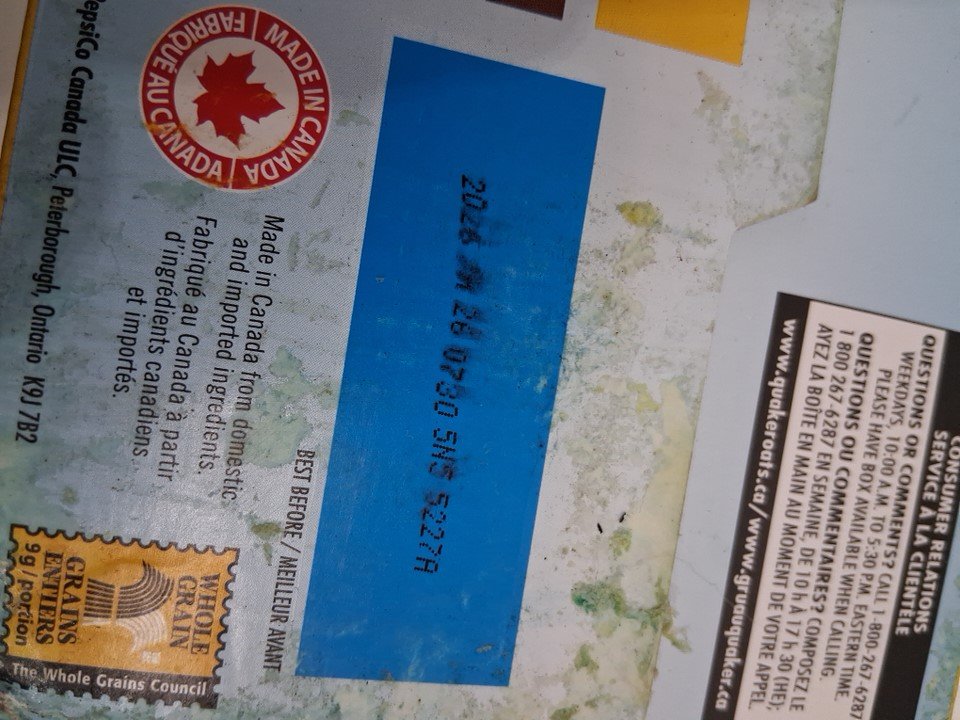 MADE IN CANADA
FABRIQUÉ AU CANADA
PepsiCo Canada ULC, Peterborough, Ontario K9J 7B2
Made in Canada from domestic
and imported ingredients.
Fabriqué au Canada à partir
d'ingrédients canadiens
et importés.
BEST BEFORE / MEILLEUR AVANT
2026 28 0730 5N5 5227A
WHOLE
GRAIN
GRAINS
ENTIERS
9g/portion
The Whole Grains Council
CONSUMER RELATIONS
SERVICE À LA CLIENTÈLE
QUESTIONS OR COMMENTS? CALL 1-800-267-6287
WEEKDAYS, 10:00 A.M. TO 5:30 P.M. EASTERN TIME.
PLEASE HAVE BOX AVAILABLE WHEN CALLING.
QUESTIONS OU COMMENTAIRES? COMPOSEZ LE
1 800 267-6287 EN SEMAINE, DE 10 h À 17 h 30 (HE);
AYEZ LA BOÎTE EN MAIN AU MOMENT DE VOTRE APPEL.
www.quakeroats.ca/www.gruauquaker.ca